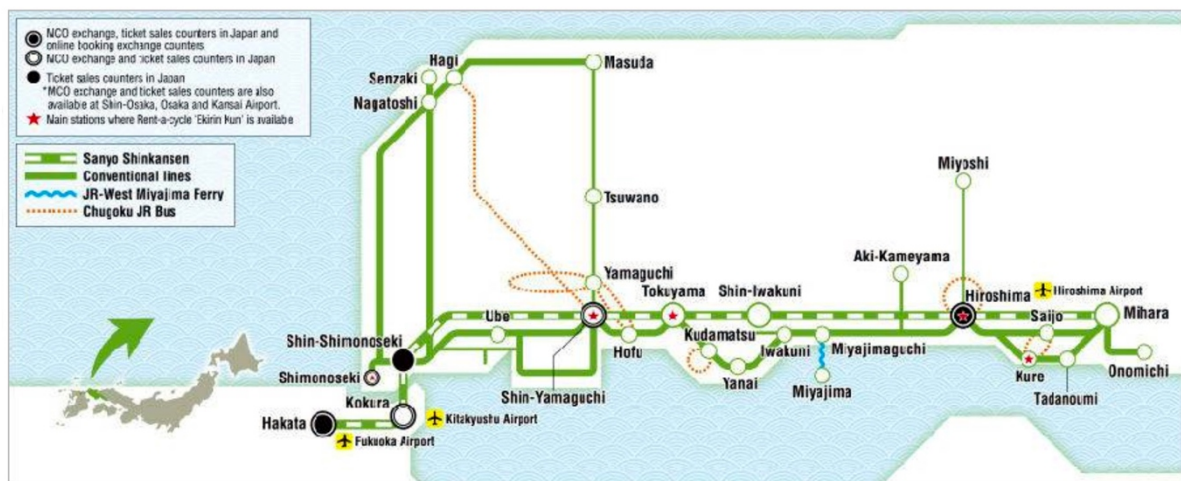 MCO exchange, ticket sales counters in Japan and
online booking exchange counters
MCO exchange and ticket sales counters in Japan
Ticket sales counters in Japan
*MCO exchange and ticket sales counters are also
available at Shin-Osaka, Osaka and Kansai Airport.
Main stations where Rent-a-cycle 'Ekirin Kun' is available
Sanyo Shinkansen
Conventional lines
JR-West Miyajima Ferry
Chugoku JR Bus
Hagi
Senzaki
Nagatoshi
Masuda
Tsuwano
Miyoshi
Yamaguchi
Aki-Kameyama
Tokuyama
Shin-Iwakuni
Hiroshima
Hiroshima Airport
Mihara
Ube
Saijo
Shin-Shimonoseki
Kudamatsu
Hofu
Iwakuni
Miyajimaguchi
Shimonoseki
Shin-Yamaguchi
Yanai
Miyajima
Kure
Onomichi
Tadanoumi
Kokura
Kitakyushu Airport
Hakata
Fukuoka Airport